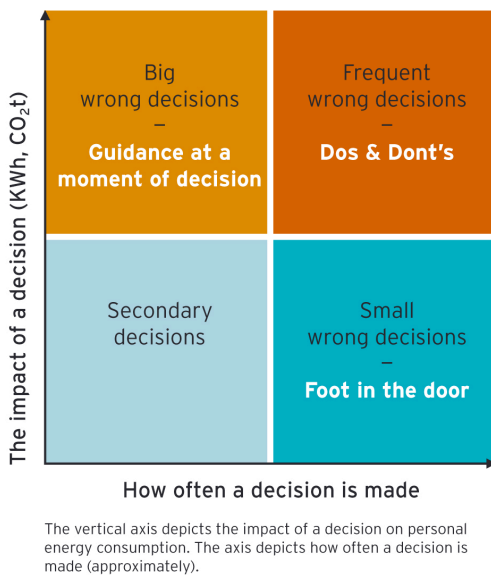 The impact of a decision (KWh, CO₂t)
Big
wrong decisions
–
Guidance at a
moment of decision
Frequent
wrong decisions
–
Dos & Dont's
Secondary
decisions
Small
wrong decisions
–
Foot in the door
How often a decision is made
The vertical axis depicts the impact of a decision on personal
energy consumption. The axis depicts how often a decision is
made (approximately).